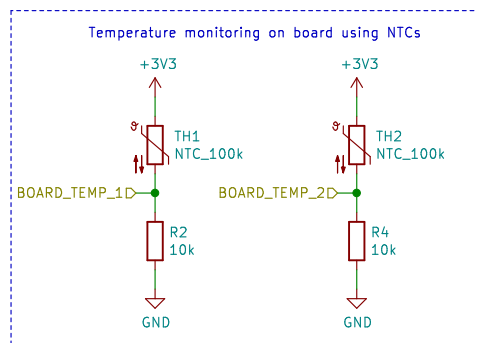 Temperature monitoring on board using NTCs
+3V3
+3V3
ϑ
TH1
NTC_100k
ϑ
TH2
NTC_100k
BOARD_TEMP_1
BOARD_TEMP_2
R2
10k
R4
10k
GND
GND